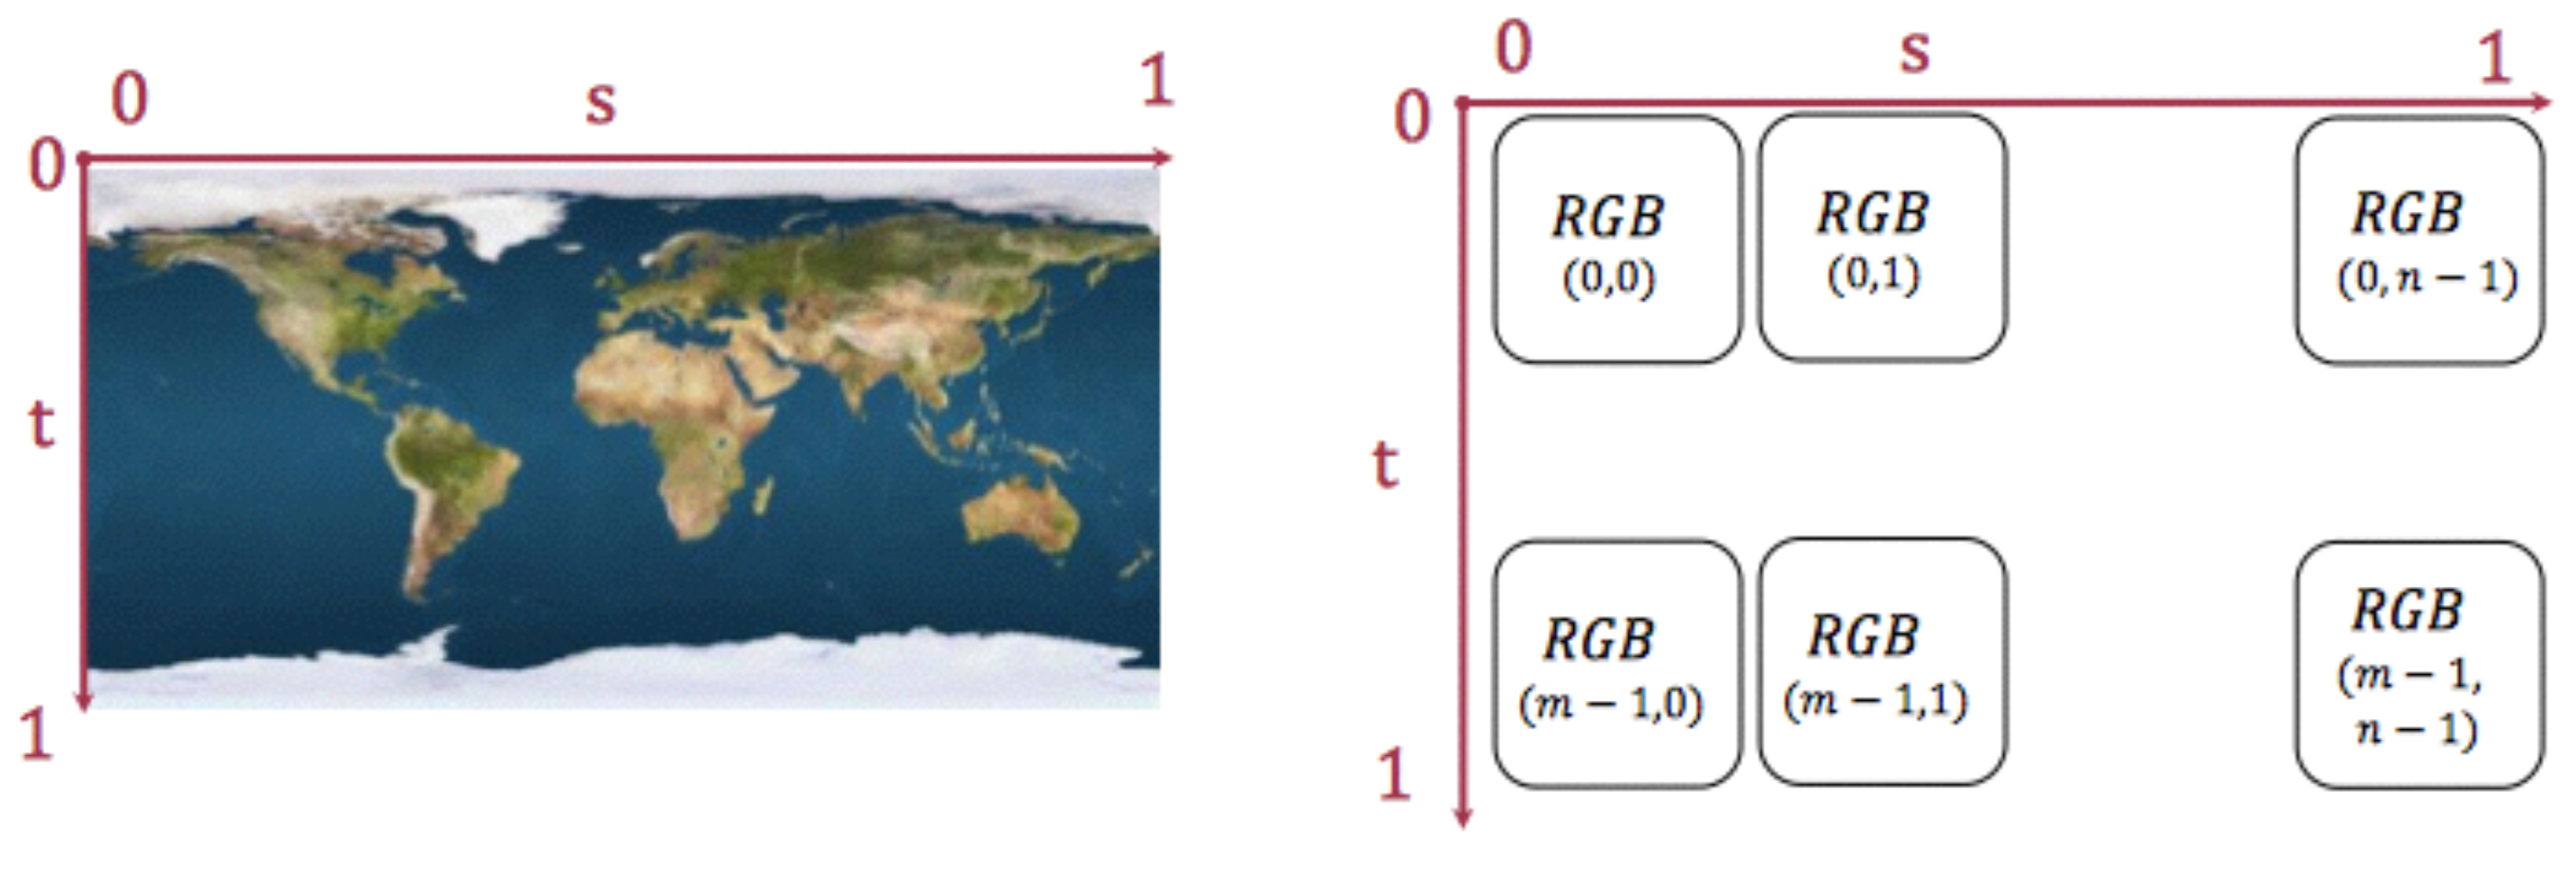 0 s 1
0
t
1
0 s 1
0
RGB
(0,0)
RGB
(0,1)
RGB
(0, n − 1)
t
RGB
(m − 1,0)
RGB
(m − 1,1)
RGB
(m − 1,
n − 1)
1